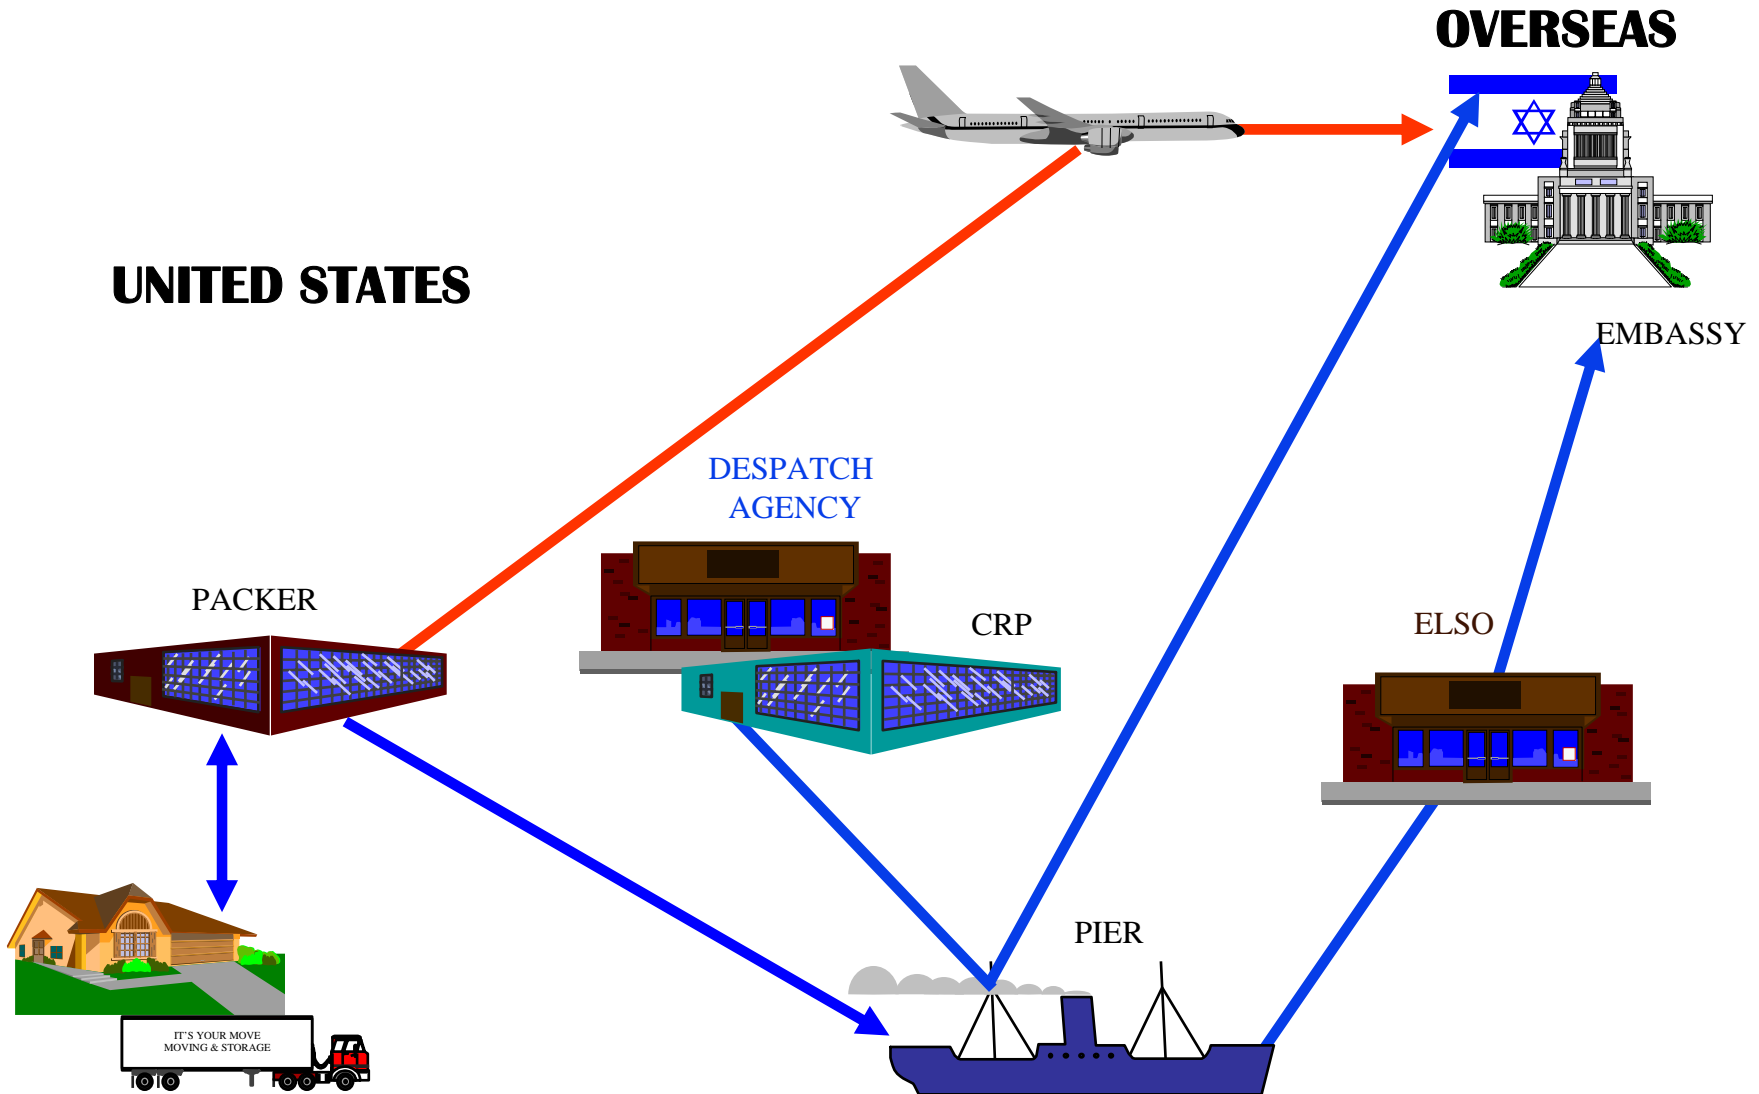 OVERSEAS
UNITED STATES
EMBASSY
DESPATCH
AGENCY
PACKER
CRP
ELSO
PIER
IT'S YOUR MOVE
MOVING & STORAGE